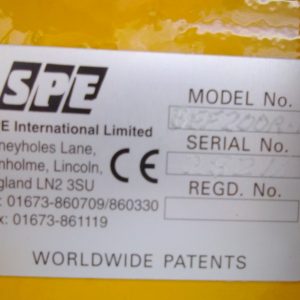 SPE
MODEL No.
E International Limited
neyholes Lane,
SERIAL No.
nholme, Lincoln,
CE
gland LN2 3SU
REGD. No.
: 01673-860709/860330
x: 01673-861119
WORLDWIDE PATENTS